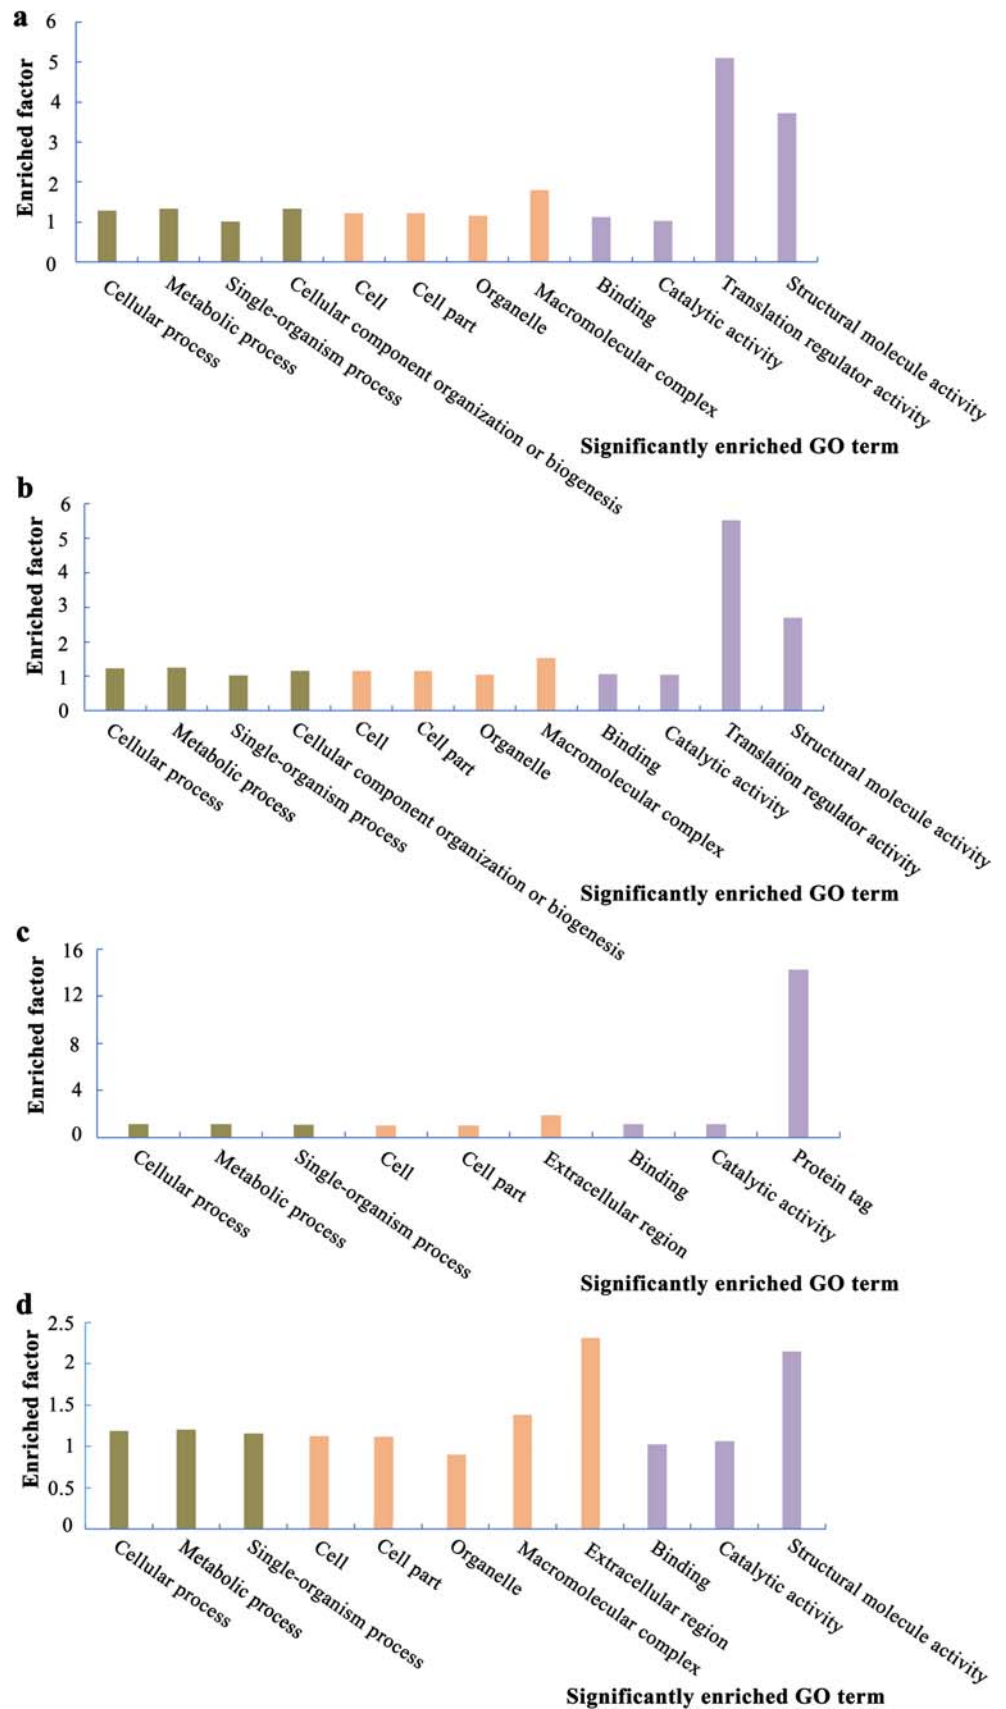 a
Enriched factor
6
5
4
3
2
1
0
Cellular process
Metabolic process
Single-organism process
Cellular component organization or biogenesis
Cell
Cell part
Organelle
Macromolecular complex
Binding
Catalytic activity
Translation regulator activity
Structural molecule activity
Significantly enriched GO term
b
Enriched factor
6
5
4
3
2
1
0
Cellular process
Metabolic process
Single-organism process
Cellular component organization or biogenesis
Cell
Cell part
Organelle
Macromolecular complex
Binding
Catalytic activity
Translation regulator activity
Structural molecule activity
Significantly enriched GO term
c
Enriched factor
16
12
8
4
0
Cellular process
Metabolic process
Single-organism process
Cell
Cell part
Extracellular region
Binding
Catalytic activity
Protein tag
Significantly enriched GO term
d
Enriched factor
2.5
2
1.5
1
0.5
0
Cellular process
Metabolic process
Single-organism process
Cell
Cell part
Organelle
Macromolecular complex
Extracellular region
Binding
Catalytic activity
Structural molecule activity
Significantly enriched GO term